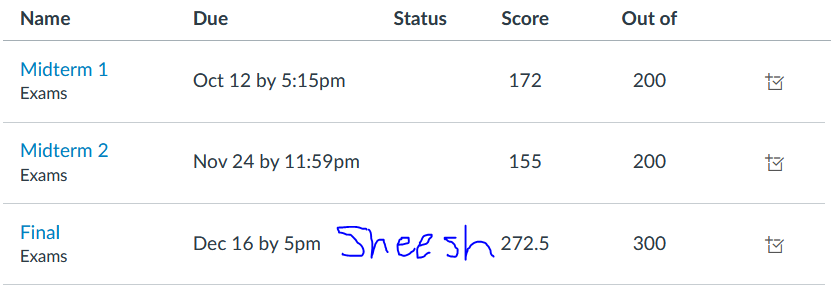 Name Due Status Score Out of
Midterm 1
Exams
Oct 12 by 5:15pm 172 200
Midterm 2
Exams
Nov 24 by 11:59pm 155 200
Final
Exams
Dec 16 by 5pm Sheesh 272.5 300